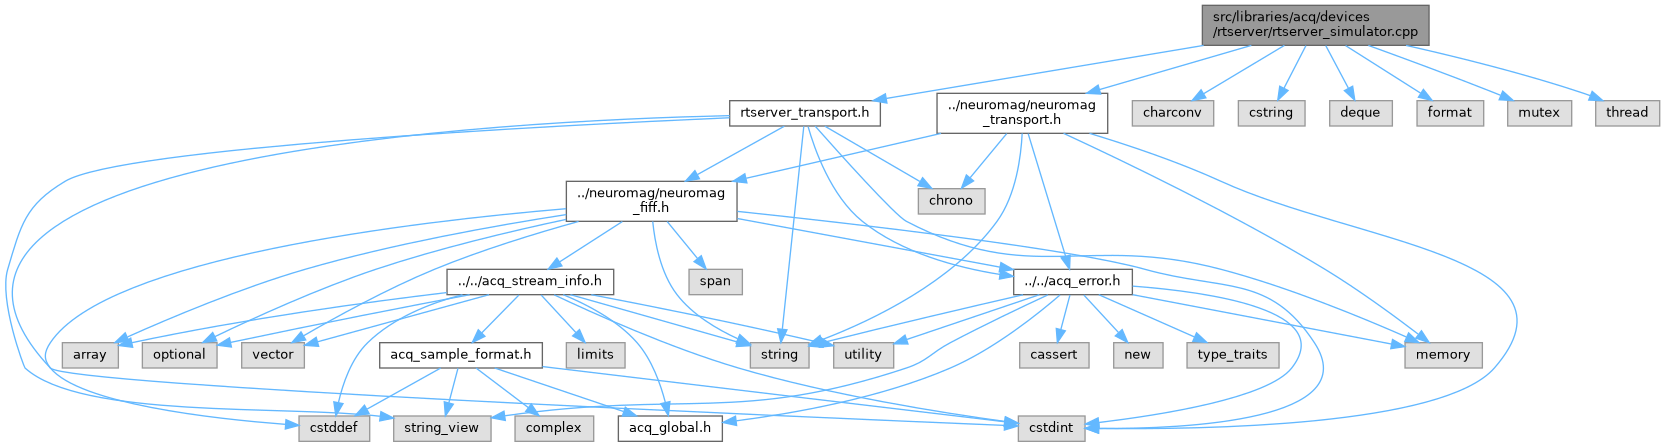 src/libraries/acq/devices
/rtserver/rtserver_simulator.cpp
rtserver_transport.h
../neuromag/neuromag
_transport.h
charconv
cstring
deque
format
mutex
thread
../neuromag/neuromag
_fiff.h
chrono
../../acq_stream_info.h
span
../../acq_error.h
array
optional
vector
acq_sample_format.h
limits
string
utility
cassert
new
type_traits
memory
cstddef
string_view
complex
acq_global.h
cstdint